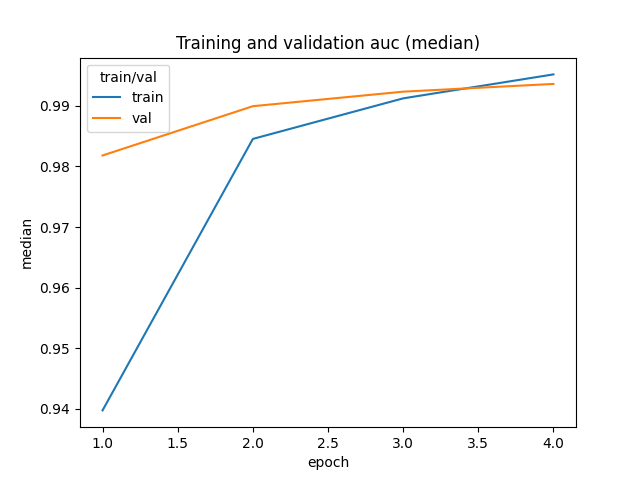 Training and validation auc (median)
train/val
train
val
0.99
0.98
0.97
0.96
0.95
0.94
median
1.0 1.5 2.0 2.5 3.0 3.5 4.0
epoch